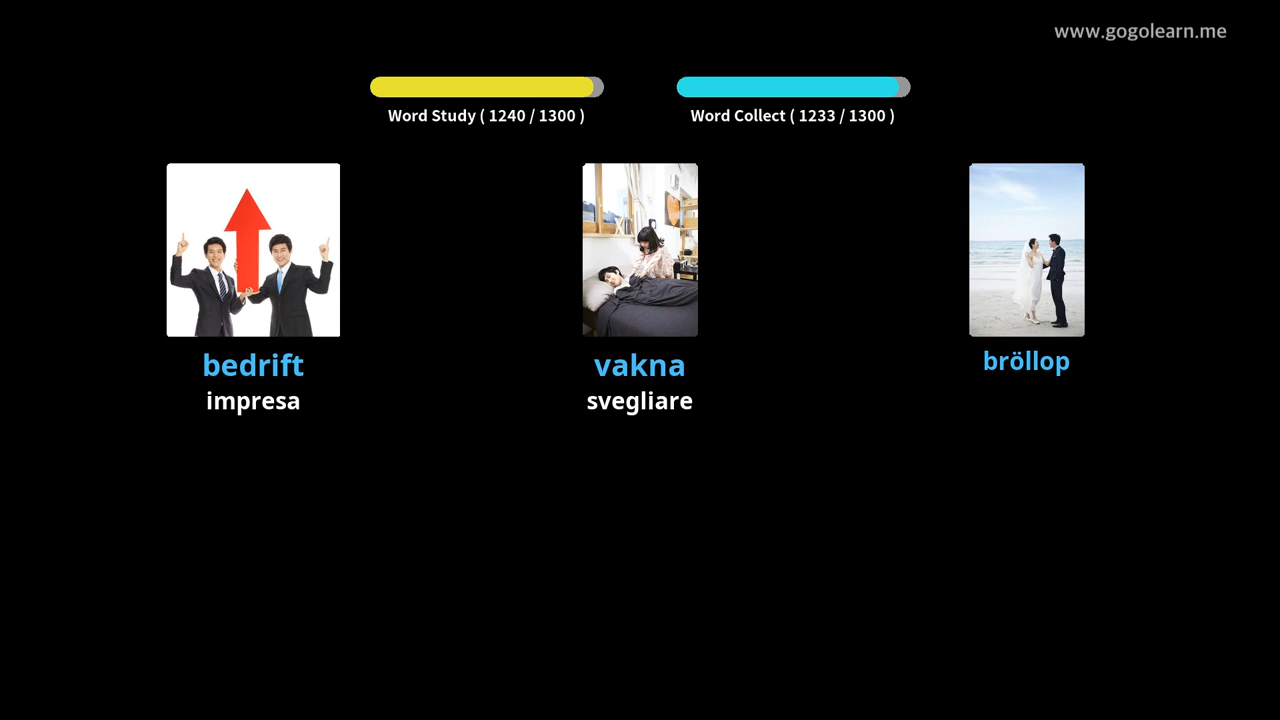 www.gogolearn.me
Word Study ( 1240 / 1300 )
Word Collect ( 1233 / 1300 )
bedrift
impresa
vakna
svegliare
bröllop